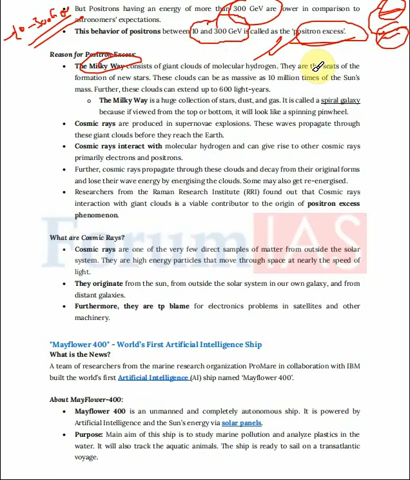 But Positrons having an energy of more than 300 GeV are lower in comparison to
astronomers' expectations.
This behavior of positrons between 10 and 300 GeV is called as the 'positron excess'.
Reason for Positron Excess:
The Milky Way consists of giant clouds of molecular hydrogen. They are the seats of the
formation of new stars. These clouds can be as massive as 10 million times of the Sun's
mass. Further, these clouds can extend up to 600 light-years.
The Milky Way is a huge collection of stars, dust, and gas. It is called a spiral galaxy
because if viewed from the top or bottom, it will look like a spinning pinwheel.
Cosmic rays are produced in supernovae explosions. These waves propagate through
these giant clouds before they reach the Earth.
Cosmic rays interact with molecular hydrogen and can give rise to other cosmic rays
primarily electrons and positrons.
Further, cosmic rays propagate through these clouds and decay from their original forms
and lose their wave energy by energising the clouds. Some may also get re-energised.
Researchers from the Raman Research Institute (RRI) found out that Cosmic rays
interaction with giant clouds is a viable contributor to the origin of positron excess
phenomenon.
ForumIAS
What are Cosmic Rays?
Cosmic rays are one of the very few direct samples of matter from outside the solar
system. They are high energy particles that move through space at nearly the speed of
light.
They originate from the sun, from outside the solar system in our own galaxy, and from
distant galaxies.
Furthermore, they are tp blame for electronics problems in satellites and other
machinery.
"Mayflower 400" - World's First Artificial Intelligence Ship
What is the News?
A team of researchers from the marine research organization ProMare in collaboration with IBM
built the world's first Artificial Intelligence (AI) ship named 'Mayflower 400'.
About MayFlower-400:
Mayflower 400 is an unmanned and completely autonomous ship. It is powered by
Artificial Intelligence and the Sun's energy via solar panels.
Purpose: Main aim of this ship is to study marine pollution and analyze plastics in the
water. It will also track the aquatic animals. The ship is ready to sail on a transatlantic
voyage.